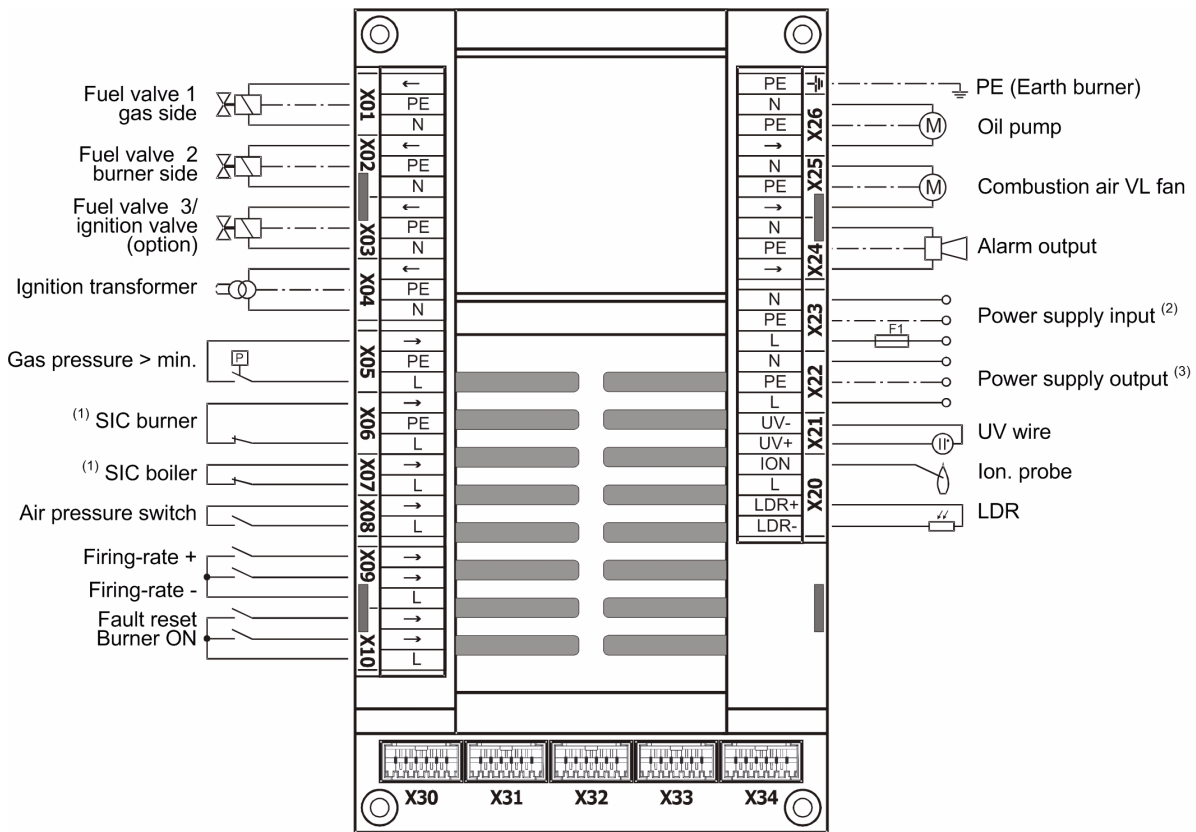 Fuel valve 1
gas side
Fuel valve 2
burner side
Fuel valve 3/
ignition valve
(option)
Ignition transformer
Gas pressure > min.
P
(1) SIC burner
(1) SIC boiler
Air pressure switch
Firing-rate +
Firing-rate -
Fault reset
Burner ON
X01
←
PE
N
X02
←
PE
N
X03
←
PE
N
X04
←
PE
N
X05
→
PE
L
X06
→
PE
L
X07
→
L
X08
→
L
X09
→
→
L
X10
→
→
L
PE
X26
N
PE
→
X25
N
PE
→
X24
N
PE
→
X23
N
PE
L
X22
N
PE
L
X21
UV-
UV+
X20
ION
L
LDR+
LDR-
PE (Earth burner)
M
Oil pump
M
Combustion air VL fan
Alarm output
F1
Power supply input (2)
Power supply output (3)
UV wire
Ion. probe
LDR
X30
X31
X32
X33
X34